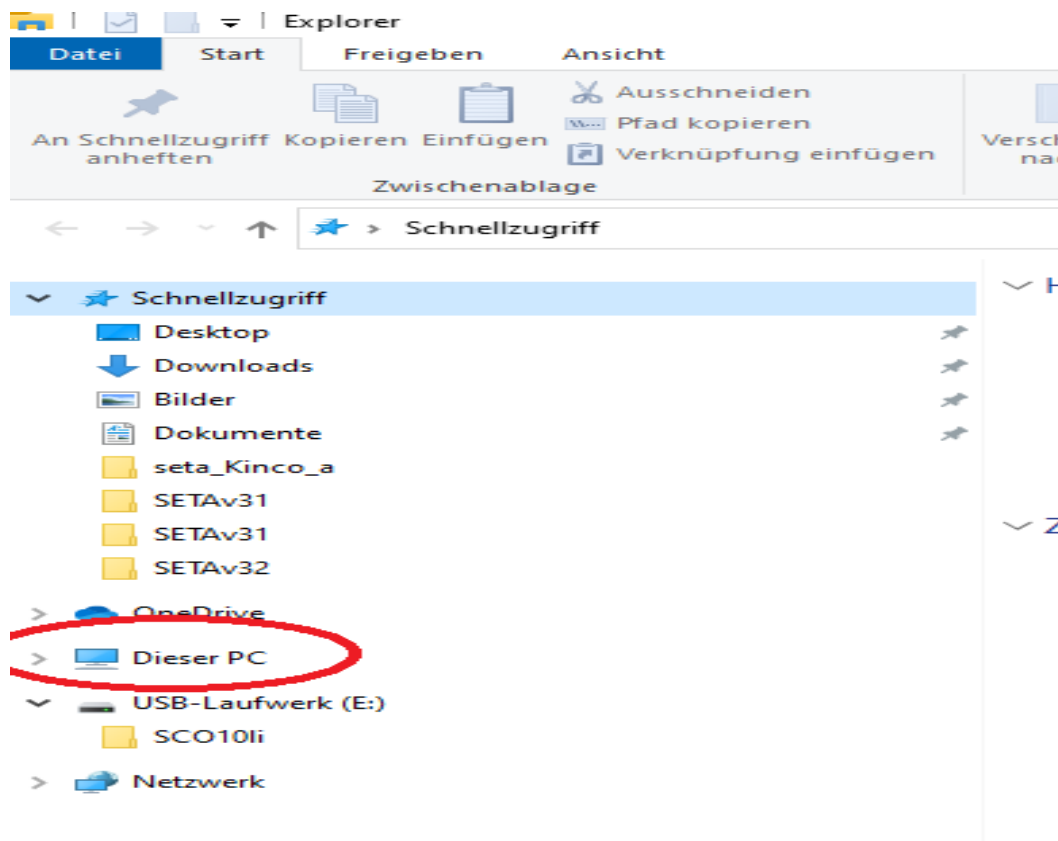 Explorer
Datei Start Freigeben Ansicht
Ausschneiden
Pfad kopieren
Verknüpfung einfügen
An Schnellzugriff anheften
Kopieren
Einfügen
Zwischenablage
Schnellzugriff
Schnellzugriff
Desktop
Downloads
Bilder
Dokumente
seta_Kinco_a
SETAv31
SETAv31
SETAv32
OneDrive
Dieser PC
USB-Laufwerk (E:)
SCO10li
Netzwerk